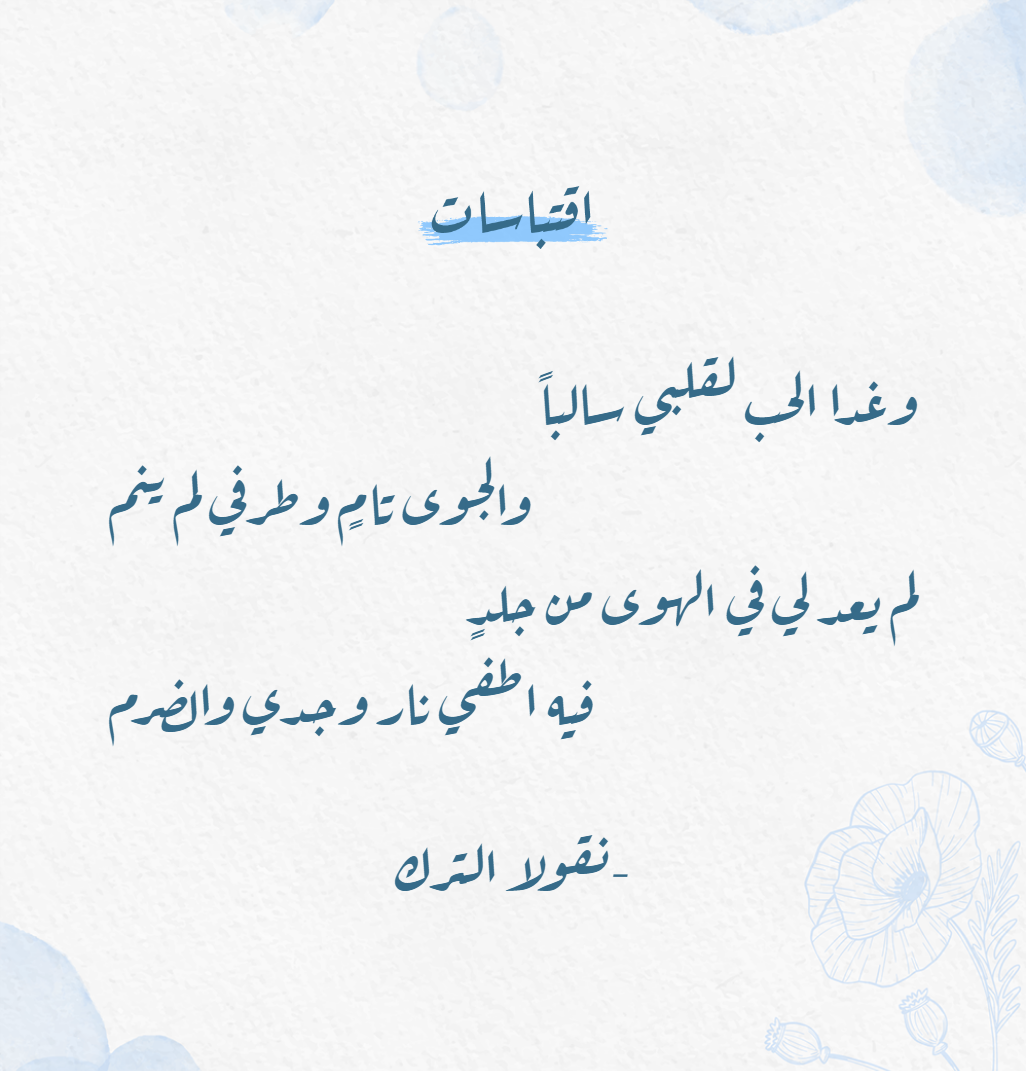 اقتباسات
وغدا الحب لقلبي سالباً
والجوى تامٍ وطرفي لم ينم
لم يعد لي في الهوى من جلدٍ
فيه اطفي نار وجدي والضرم
_نقولا الترك